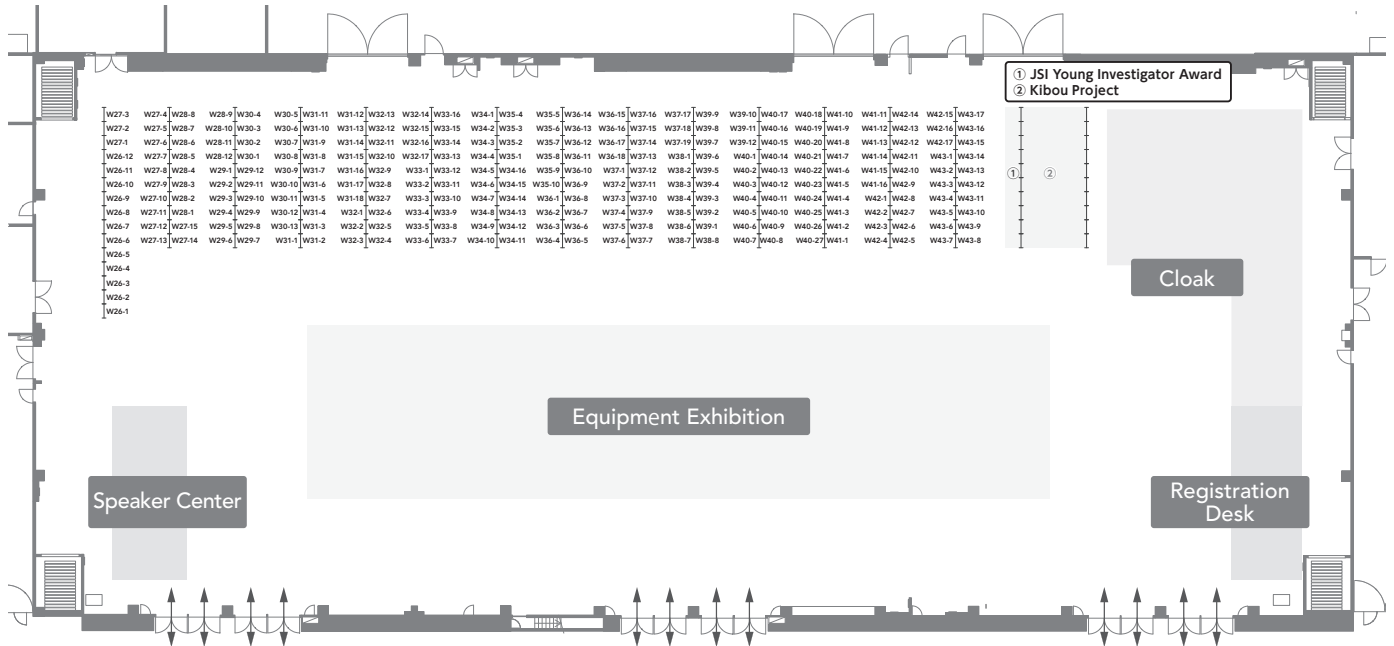 ① JSI Young Investigator Award
② Kibou Project
W27-3 W27-4 W28-8 W28-9 W30-4 W30-5 W31-11 W31-12 W32-13 W32-14 W33-16 W34-1 W35-4 W35-5 W36-14 W36-15 W37-16 W37-17 W39-9 W39-10 W40-17 W40-18 W41-10 W41-11 W42-14 W42-15 W43-17
W27-2 W27-5 W28-7 W28-10 W30-3 W30-6 W31-10 W31-13 W32-12 W32-15 W33-15 W34-2 W35-3 W35-6 W36-13 W36-16 W37-15 W37-18 W39-8 W39-11 W40-16 W40-19 W41-9 W41-12 W42-13 W42-16 W43-16
W27-1 W27-6 W28-6 W28-11 W30-2 W30-7 W31-9 W31-14 W32-11 W32-16 W33-14 W34-3 W35-2 W35-7 W36-12 W36-17 W37-14 W37-19 W39-7 W39-12 W40-15 W40-20 W41-8 W41-13 W42-12 W42-17 W43-15
W26-12 W27-7 W28-5 W28-12 W30-1 W30-8 W31-8 W31-15 W32-10 W32-17 W33-13 W34-4 W35-1 W35-8 W36-11 W36-18 W37-13 W38-1 W39-6 W40-1 W40-14 W40-21 W41-7 W41-14 W42-11 W43-1 W43-14
W26-11 W27-8 W28-4 W29-1 W29-12 W30-9 W31-7 W31-16 W32-9 W33-1 W33-12 W34-5 W34-16 W35-9 W36-10 W37-1 W37-12 W38-2 W39-5 W40-2 W40-13 W40-22 W41-6 W41-15 W42-10 W43-2 W43-13
W26-10 W27-9 W28-3 W29-2 W29-11 W30-10 W31-6 W31-17 W32-8 W33-2 W33-11 W34-6 W34-15 W35-10 W36-9 W37-2 W37-11 W38-3 W39-4 W40-3 W40-12 W40-23 W41-5 W41-16 W42-9 W43-3 W43-12
① ②
W26-9 W27-10 W28-2 W29-3 W29-10 W30-11 W31-5 W31-18 W32-7 W33-3 W33-10 W34-7 W34-14 W36-1 W36-8 W37-3 W37-10 W38-4 W39-3 W40-4 W40-11 W40-24 W41-4 W42-1 W42-8 W43-4 W43-11
W26-8 W27-11 W28-1 W29-4 W29-9 W30-12 W31-4 W32-1 W32-6 W33-4 W33-9 W34-8 W34-13 W36-2 W36-7 W37-4 W37-9 W38-5 W39-2 W40-5 W40-10 W40-25 W41-3 W42-2 W42-7 W43-5 W43-10
W26-7 W27-12 W27-15 W29-5 W29-8 W30-13 W31-3 W32-2 W32-5 W33-5 W33-8 W34-9 W34-12 W36-3 W36-6 W37-5 W37-8 W38-6 W39-1 W40-6 W40-9 W40-26 W41-2 W42-3 W42-6 W43-6 W43-9
W26-6 W27-13 W27-14 W29-6 W29-7 W31-1 W31-2 W32-3 W32-4 W33-6 W33-7 W34-10 W34-11 W36-4 W36-5 W37-6 W37-7 W38-7 W38-8 W40-7 W40-8 W40-27 W41-1 W42-4 W42-5 W43-7 W43-8
W26-5
W26-4
W26-3
W26-2
W26-1
Cloak
Equipment Exhibition
Speaker Center
Registration
Desk